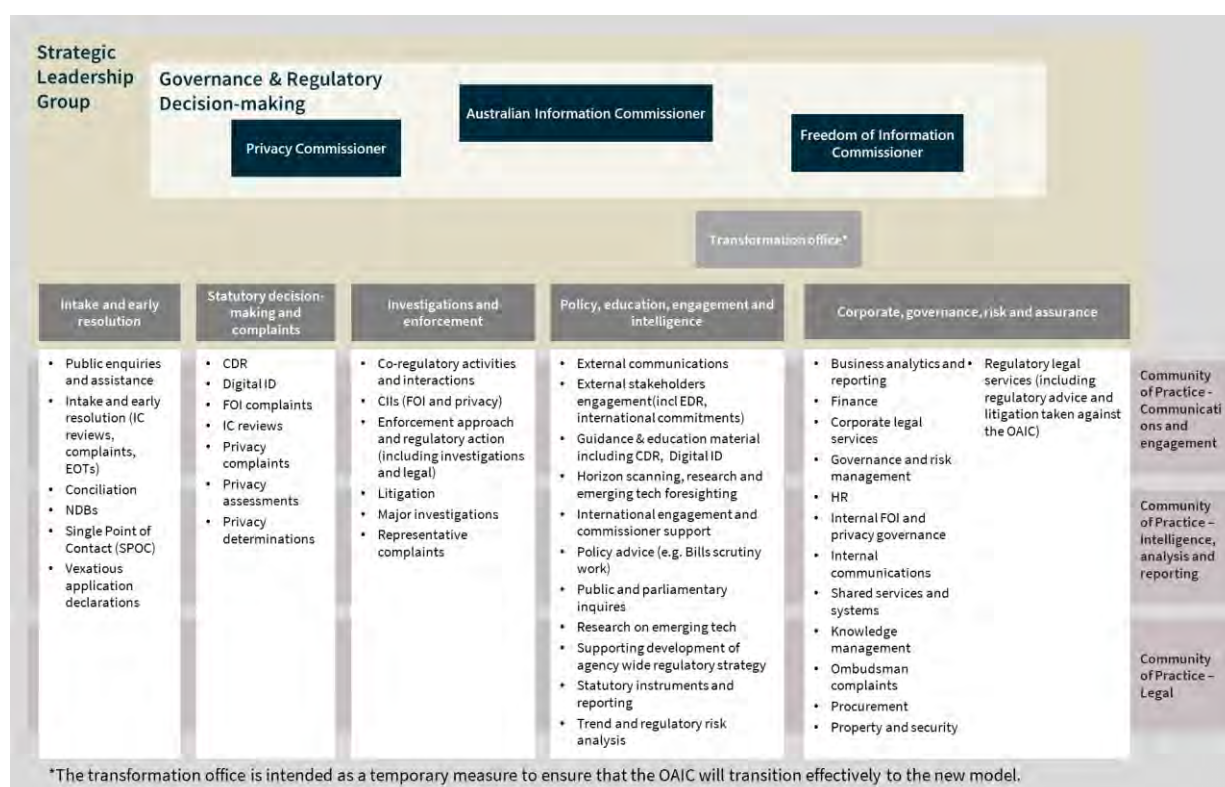 Strategic
Leadership
Group
Governance & Regulatory
Decision-making
Australian Information Commissioner
Privacy Commissioner
Freedom of Information
Commissioner
Transformation office*
Intake and early
resolution
• Public enquiries
and assistance
• Intake and early
resolution (IC
reviews,
complaints,
EOTs)
• Conciliation
• NDBs
• Single Point of
Contact (SPOC)
• Vexatious
application
declarations
Statutory decision-
making and
complaints
• CDR
• Digital ID
• FOI complaints
• IC reviews
• Privacy
complaints
• Privacy
assessments
• Privacy
determinations
Investigations and
enforcement
• Co-regulatory activities
and interactions
• CIIs (FOI and privacy)
• Enforcement approach
and regulatory action
(including investigations
and legal)
• Litigation
• Major investigations
• Representative
complaints
Policy, education, engagement and
intelligence
• External communications
• External stakeholders
engagement(incl EDR,
international commitments)
• Guidance & education material
including CDR, Digital ID
• Horizon scanning, research and
emerging tech foresighting
• International engagement and
commissioner support
• Policy advice (e.g. Bills scrutiny
work)
• Public and parliamentary
inquires
• Research on emerging tech
• Supporting development of
agency wide regulatory strategy
• Statutory instruments and
reporting
• Trend and regulatory risk
analysis
Corporate, governance, risk and assurance
• Business analytics and
reporting
• Finance
• Corporate legal
services
• Governance and risk
management
• HR
• Internal FOI and
privacy governance
• Internal
communications
• Shared services and
systems
• Knowledge
management
• Ombudsman
complaints
• Procurement
• Property and security
• Regulatory legal
services (including
regulatory advice and
litigation taken against
the OAIC)
Community
of Practice -
Communicati
ons and
engagement
Community
of Practice –
Intelligence,
analysis and
reporting
Community
of Practice –
Legal
*The transformation office is intended as a temporary measure to ensure that the OAIC will transition effectively to the new model.